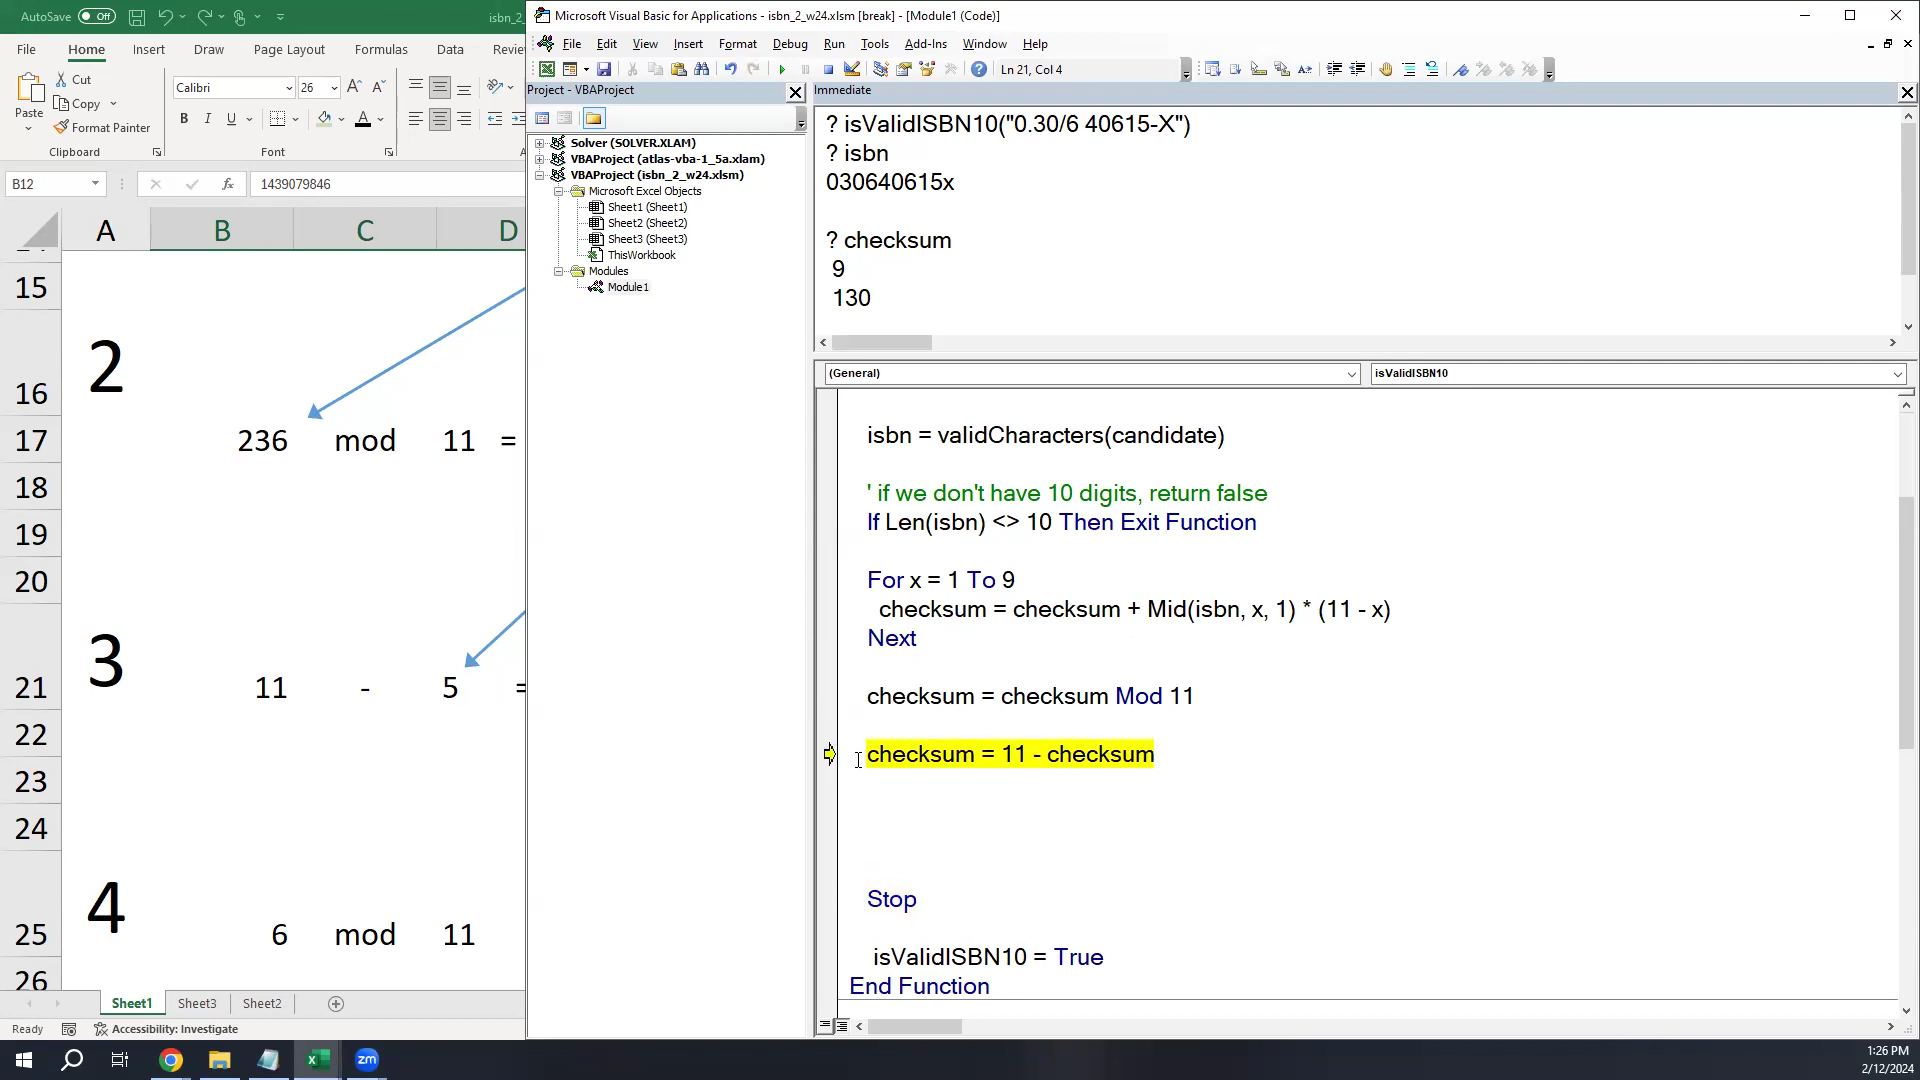 AutoSave Off isbn_2_
File Home Insert Draw Page Layout Formulas Data Revie
Paste Cut Copy Format Painter
Calibri 26 A A
B I U A
Clipboard Font A
B12 fx 1439079846
A B C D
15
16 2
17 236 mod 11 =
18
19
20
21 3 11 - 5 =
22
23
24
25 4 6 mod 11
26
Sheet1 Sheet3 Sheet2
Ready Accessibility: Investigate
Microsoft Visual Basic for Applications - isbn_2_w24.xlsm [break] - [Module1 (Code)]
File Edit View Insert Format Debug Run Tools Add-Ins Window Help
Ln 21, Col 4
Project - VBAProject
Solver (SOLVER.XLAM)
VBAProject (atlas-vba-1_5a.xlam)
VBAProject (isbn_2_w24.xlsm)
Microsoft Excel Objects
Sheet1 (Sheet1)
Sheet2 (Sheet2)
Sheet3 (Sheet3)
ThisWorkbook
Modules
Module1
Immediate
? isValidISBN10("0.30/6 40615-X")
? isbn
030640615x
? checksum
9
130
(General) isValidISBN10
isbn = validCharacters(candidate)
' if we don't have 10 digits, return false
If Len(isbn) <> 10 Then Exit Function
For x = 1 To 9
checksum = checksum + Mid(isbn, x, 1) * (11 - x)
Next
checksum = checksum Mod 11
checksum = 11 - checksum
Stop
isValidISBN10 = True
End Function
zm
1:26 PM
2/12/2024